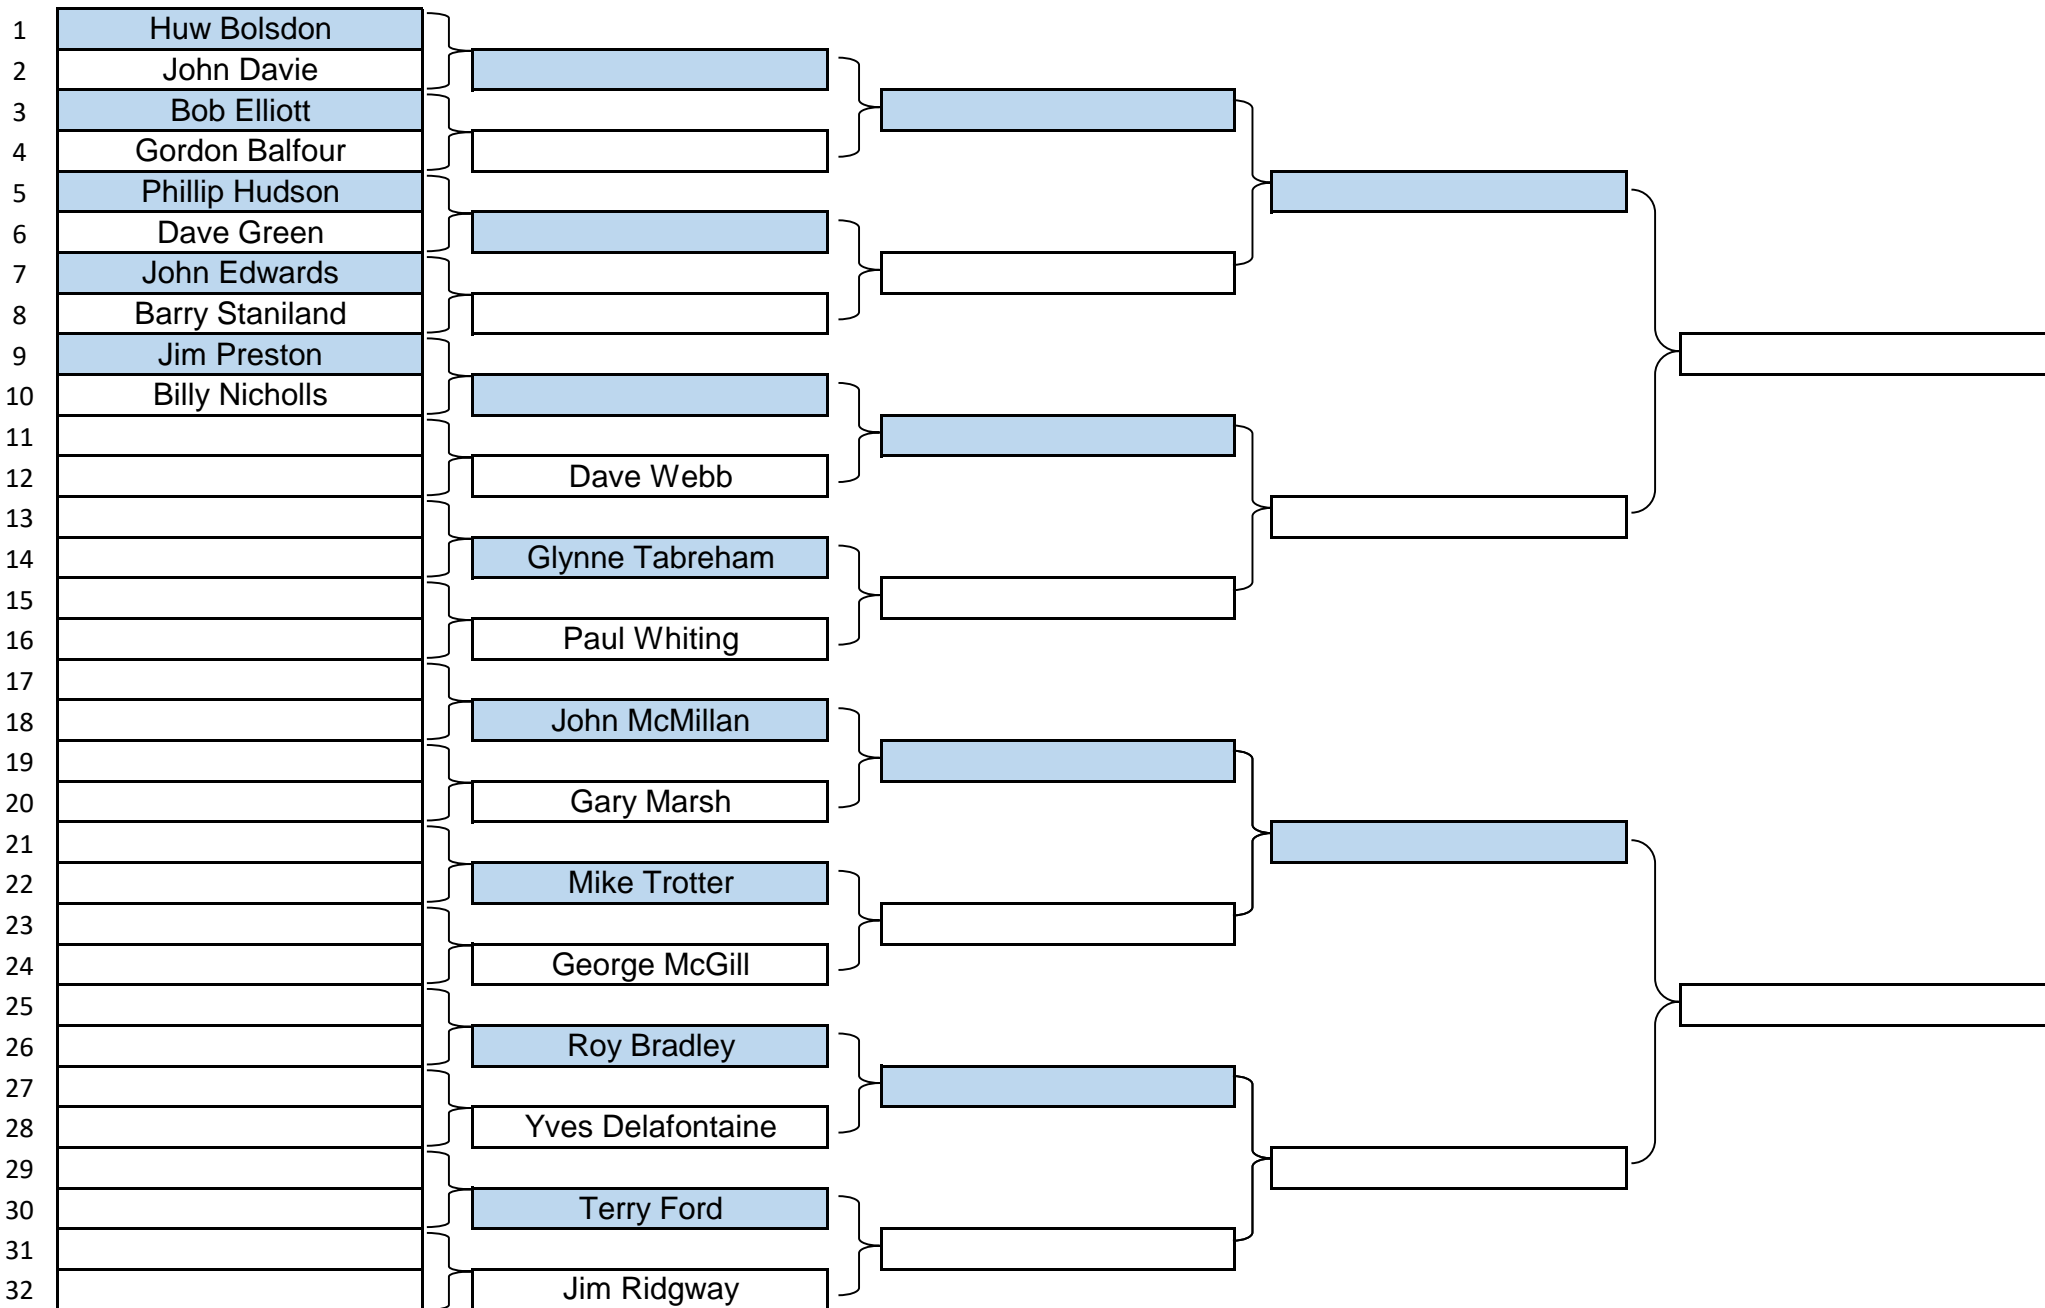 1 Huw Bolsdon
2 John Davie
3 Bob Elliott
4 Gordon Balfour
5 Phillip Hudson
6 Dave Green
7 John Edwards
8 Barry Staniland
9 Jim Preston
10 Billy Nicholls
11
12 Dave Webb
13
14 Glynne Tabreham
15
16 Paul Whiting
17
18 John McMillan
19
20 Gary Marsh
21
22 Mike Trotter
23
24 George McGill
25
26 Roy Bradley
27
28 Yves Delafontaine
29
30 Terry Ford
31
32 Jim Ridgway